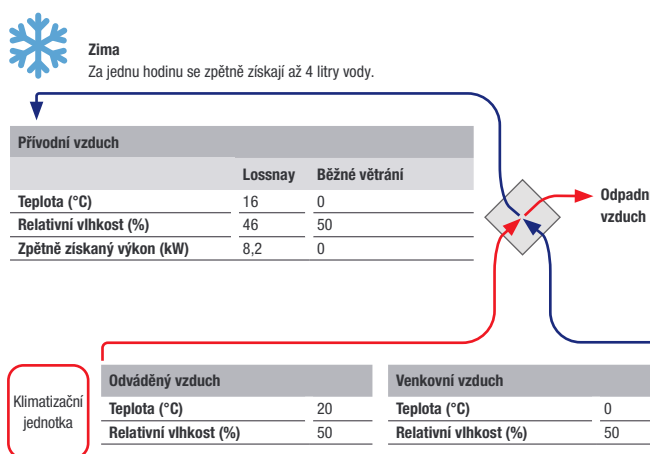 Zima
Za jednu hodinu se zpětně získají až 4 litry vody.
Přívodní vzduch
Lossnay Běžné větrání
Teplota (°C) 16 0
Relativní vlhkost (%) 46 50
Zpětně získaný výkon (kW) 8,2 0
Odpadn
vzduch
Klimatizační
jednotka
Odváděný vzduch
Teplota (°C) 20
Relativní vlhkost (%) 50
Venkovní vzduch
Teplota (°C) 0
Relativní vlhkost (%) 50